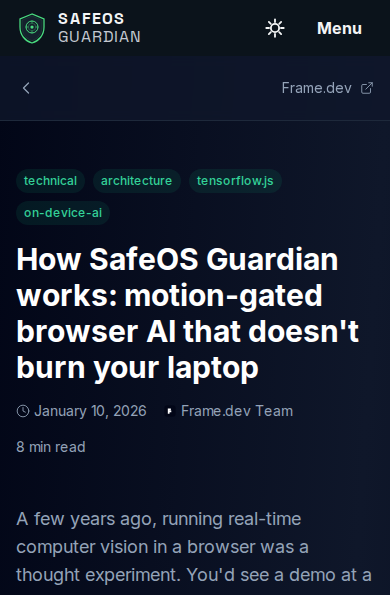 SAFEOS
GUARDIAN
Menu
Frame.dev
technical
architecture
tensorflow.js
on-device-ai
How SafeOS Guardian
works: motion-gated
browser AI that doesn't
burn your laptop
January 10, 2026
Frame.dev Team
8 min read
A few years ago, running real-time
computer vision in a browser was a
thought experiment. You'd see a demo at a